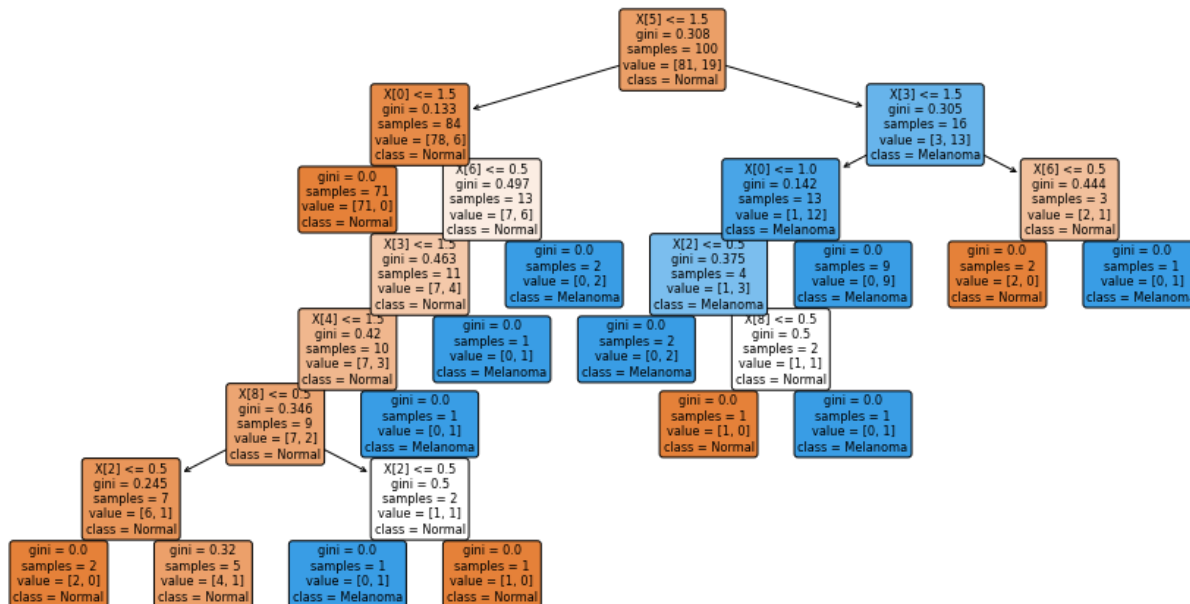 X[5] <= 1.5
gini = 0.308
samples = 100
value = [81, 19]
class = Normal
X[0] <= 1.5
gini = 0.133
samples = 84
value = [78, 6]
class = Normal
X[3] <= 1.5
gini = 0.305
samples = 16
value = [3, 13]
class = Melanoma
gini = 0.0
samples = 71
value = [71, 0]
class = Normal
X[6] <= 0.5
gini = 0.497
samples = 13
value = [7, 6]
class = Normal
X[0] <= 1.0
gini = 0.142
samples = 13
value = [1, 12]
class = Melanoma
X[6] <= 0.5
gini = 0.444
samples = 3
value = [2, 1]
class = Normal
X[3] <= 1.5
gini = 0.463
samples = 11
value = [7, 4]
class = Normal
gini = 0.0
samples = 2
value = [0, 2]
class = Melanoma
X[2] <= 0.5
gini = 0.375
samples = 4
value = [1, 3]
class = Melanoma
gini = 0.0
samples = 9
value = [0, 9]
class = Melanoma
gini = 0.0
samples = 2
value = [2, 0]
class = Normal
gini = 0.0
samples = 1
value = [0, 1]
class = Melanoma
X[4] <= 1.5
gini = 0.42
samples = 10
value = [7, 3]
class = Normal
gini = 0.0
samples = 1
value = [0, 1]
class = Melanoma
gini = 0.0
samples = 2
value = [0, 2]
class = Melanoma
X[8] <= 0.5
gini = 0.5
samples = 2
value = [1, 1]
class = Normal
X[8] <= 0.5
gini = 0.346
samples = 9
value = [7, 2]
class = Normal
gini = 0.0
samples = 1
value = [0, 1]
class = Melanoma
gini = 0.0
samples = 1
value = [1, 0]
class = Normal
gini = 0.0
samples = 1
value = [0, 1]
class = Melanoma
X[2] <= 0.5
gini = 0.245
samples = 7
value = [6, 1]
class = Normal
X[2] <= 0.5
gini = 0.5
samples = 2
value = [1, 1]
class = Normal
gini = 0.0
samples = 2
value = [2, 0]
class = Normal
gini = 0.32
samples = 5
value = [4, 1]
class = Normal
gini = 0.0
samples = 1
value = [0, 1]
class = Melanoma
gini = 0.0
samples = 1
value = [1, 0]
class = Normal